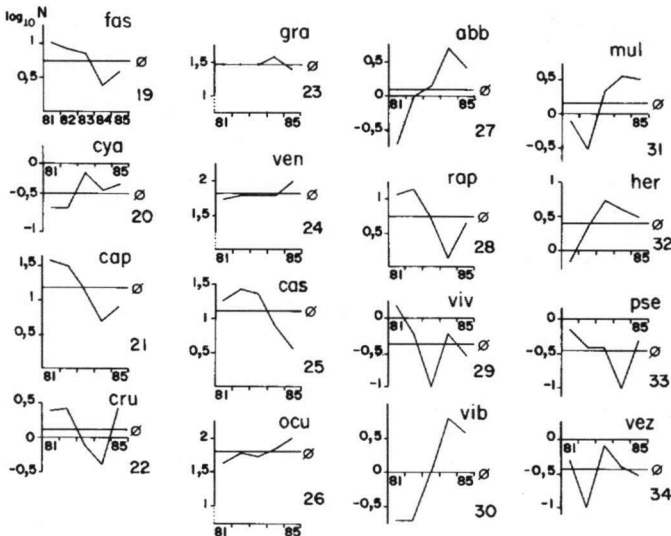 log10 N
fas
1
0,5
Ø
19
81 82 83 84 85
cya
0
81
85
-0,5
Ø
20
-1
cap
1,5
1
Ø
0,5
81
85
21
cru
0,5
Ø
0
81
85
-0,5
22
gra
1,5
Ø
1
81
85
23
ven
2
Ø
1,5
81
85
24
cas
1,5
Ø
1
0,5
81
85
25
ocu
2
Ø
1,5
1
81
85
26
abb
0,5
Ø
0
81
85
-0,5
27
rap
1
Ø
0,5
81
85
28
viv
0
81
85
Ø
-0,5
29
-1
vib
0,5
0
Ø
81
85
-0,5
30
mul
0,5
Ø
0
81
85
-0,5
31
her
1
0,5
Ø
0
81
85
32
pse
0
81
85
-0,5
Ø
33
-1
vez
0
81
85
-0,5
Ø
34
-1